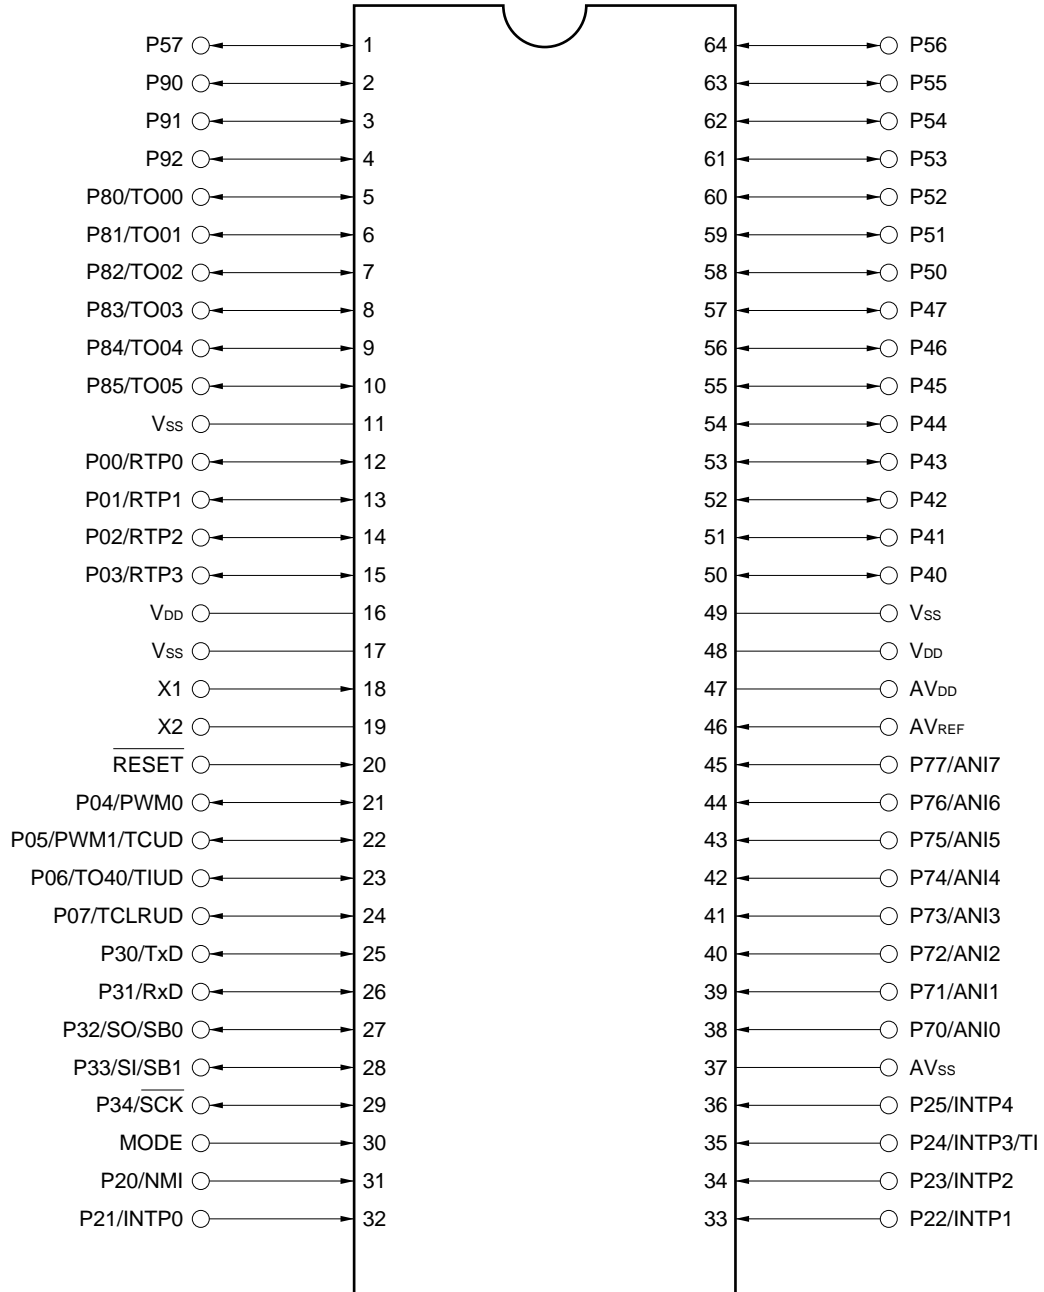 P57 1 64 P56
P90 2 63 P55
P91 3 62 P54
P92 4 61 P53
P80/TO00 5 60 P52
P81/TO01 6 59 P51
P82/TO02 7 58 P50
P83/TO03 8 57 P47
P84/TO04 9 56 P46
P85/TO05 10 55 P45
Vss 11 54 P44
P00/RTP0 12 53 P43
P01/RTP1 13 52 P42
P02/RTP2 14 51 P41
P03/RTP3 15 50 P40
VDD 16 49 Vss
Vss 17 48 VDD
X1 18 47 AVDD
X2 19 46 AVREF
RESET 20 45 P77/ANI7
P04/PWM0 21 44 P76/ANI6
P05/PWM1/TCUD 22 43 P75/ANI5
P06/TO40/TIUD 23 42 P74/ANI4
P07/TCLRUD 24 41 P73/ANI3
P30/TxD 25 40 P72/ANI2
P31/RxD 26 39 P71/ANI1
P32/SO/SB0 27 38 P70/ANI0
P33/SI/SB1 28 37 AVss
P34/SCK 29 36 P25/INTP4
MODE 30 35 P24/INTP3/TI
P20/NMI 31 34 P23/INTP2
P21/INTP0 32 33 P22/INTP1